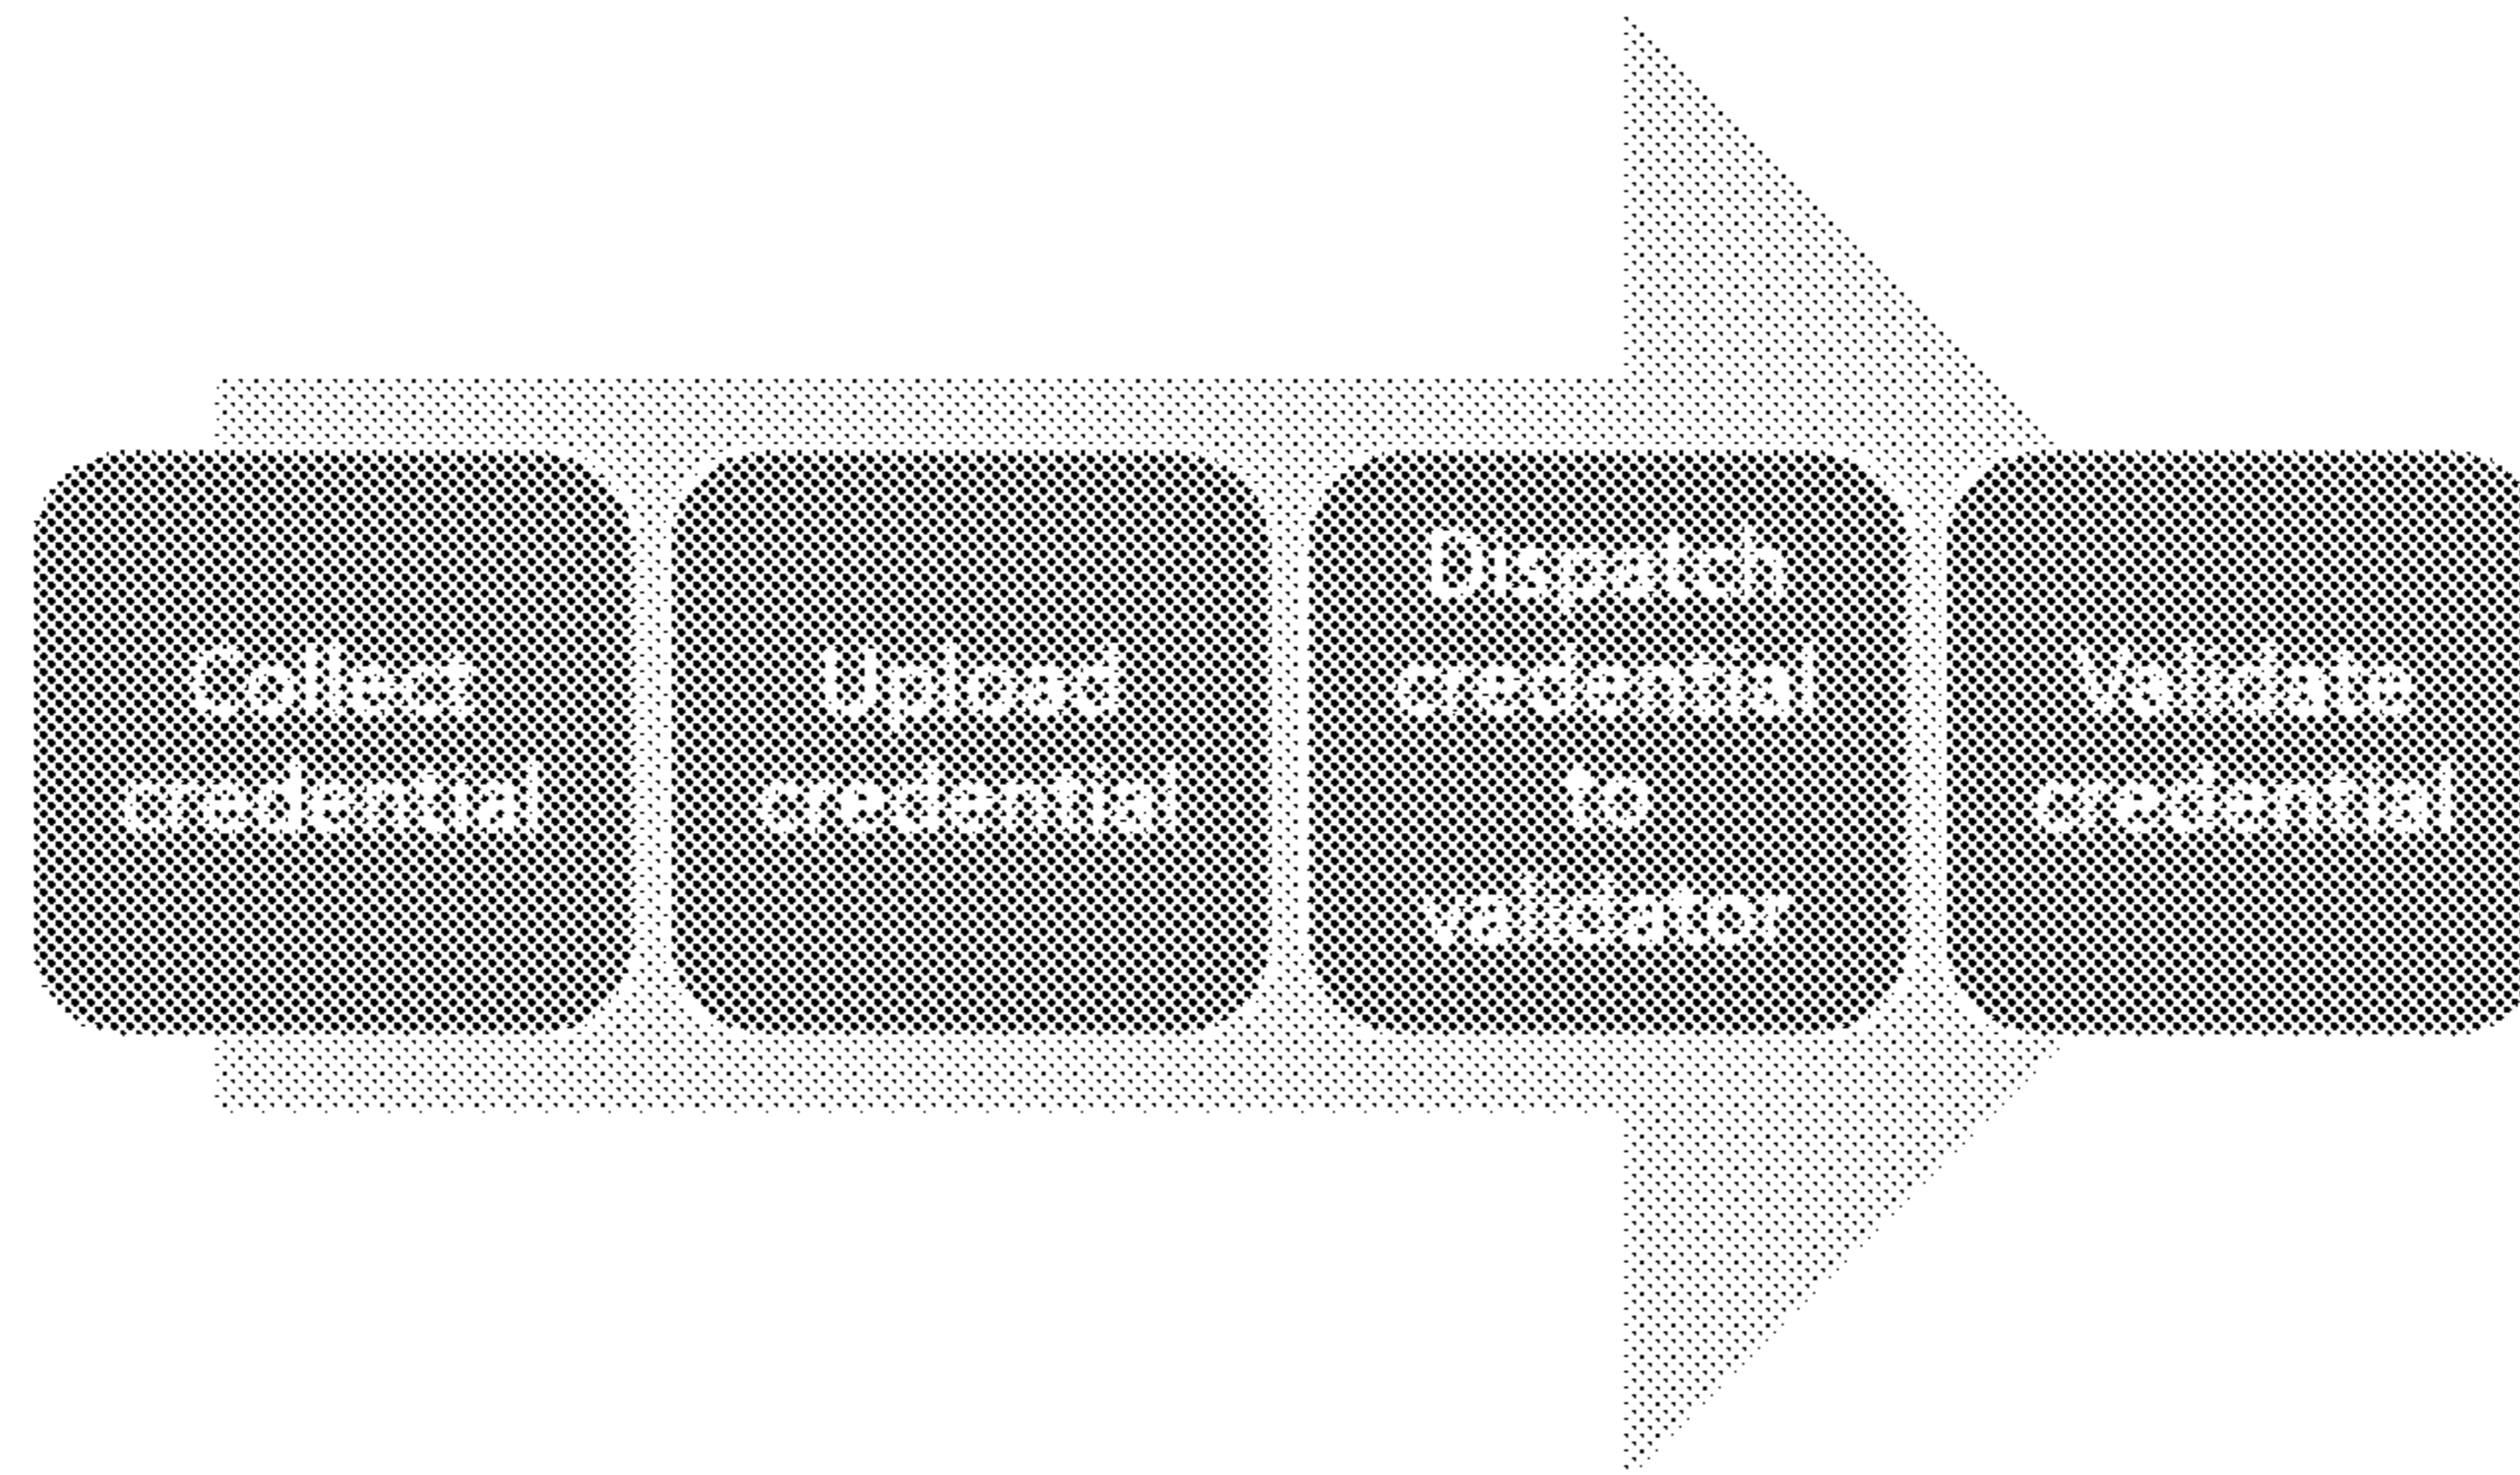 Collect
credential
Upload
credential
Dispatch
credential
to
validator
Validate
credential